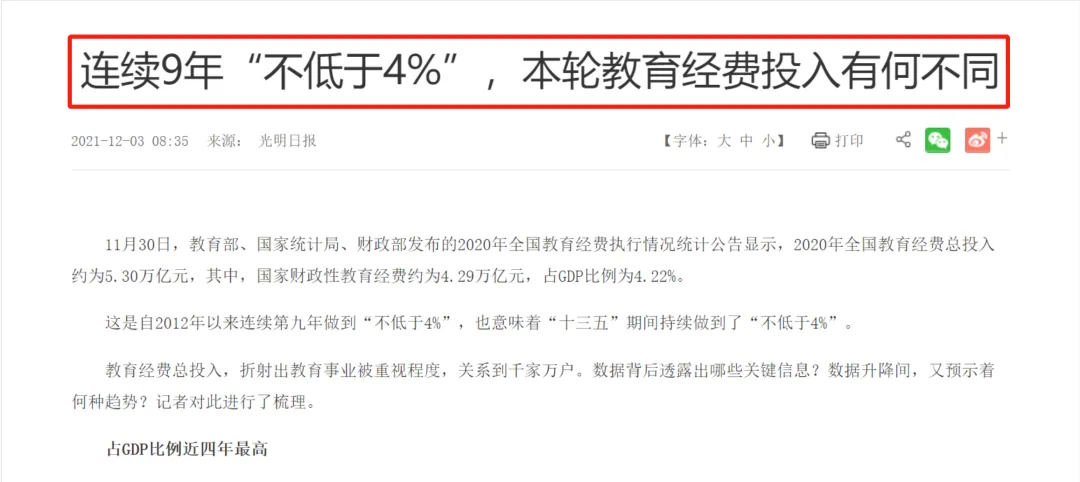 连续9年“不低于4%”，本轮教育经费投入有何不同
2021-12-03 08:35 来源： 光明日报 【字体：大 中 小】 打印 +
11月30日，教育部、国家统计局、财政部发布的2020年全国教育经费执行情况统计公告显示，2020年全国教育经费总投入
约为5.30万亿元，其中，国家财政性教育经费约为4.29万亿元，占GDP比例为4.22%。
这是自2012年以来连续第九年做到“不低于4%”，也意味着“十三五”期间持续做到了“不低于4%”。
教育经费总投入，折射出教育事业被重视程度，关系到千家万户。数据背后透露出哪些关键信息？数据升降间，又预示着
何种趋势？记者对此进行了梳理。
占GDP比例近四年最高